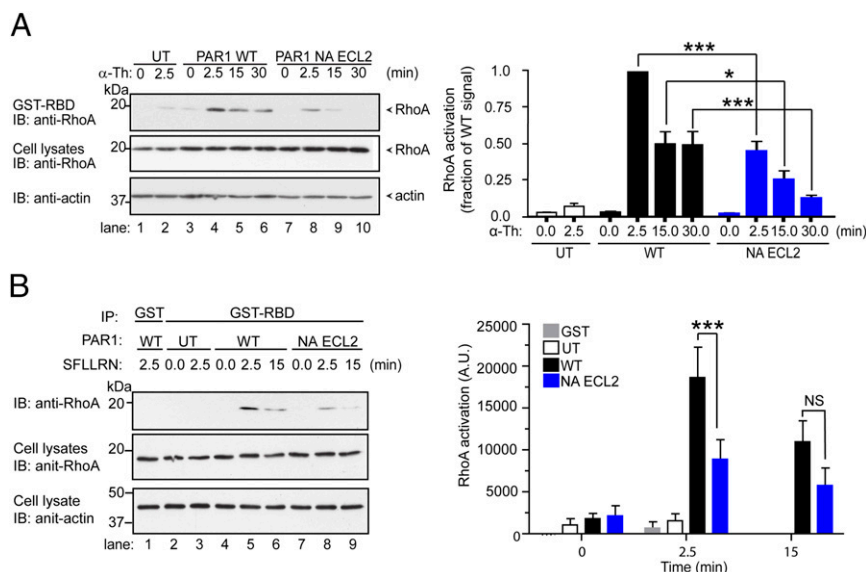 A
UT PAR1 WT PAR1 NA ECL2
α-Th: 0 2.5 0 2.5 15 30 0 2.5 15 30 (min)
kDa
GST-RBD
IB: anti-RhoA
20
<RhoA
Cell lysates
IB: anti-RhoA
20
<RhoA
IB: anti-actin
37
<actin
lane: 1 2 3 4 5 6 7 8 9 10
***
*
***
RhoA activation
(fraction of WT signal)
1.0
0.75
0.50
0.25
0.0
α-Th: 0.0 2.5 0.0 2.5 15.0 30.0 0.0 2.5 15.0 30.0 (min)
UT WT NA ECL2
B
IP: GST GST-RBD
PAR1: WT UT WT NA ECL2
SFLLRN: 2.5 0.0 2.5 0.0 2.5 15 0.0 2.5 15 (min)
kDa
IB: anti-RhoA
20
Cell lysates
IB: anit-RhoA
20
Cell lysate
IB: anit-actin
50
37
lane: 1 2 3 4 5 6 7 8 9
GST
UT
WT
NA ECL2
***
NS
RhoA activation (A.U.)
25000
20000
15000
10000
5000
0
0 2.5 15
Time (min)